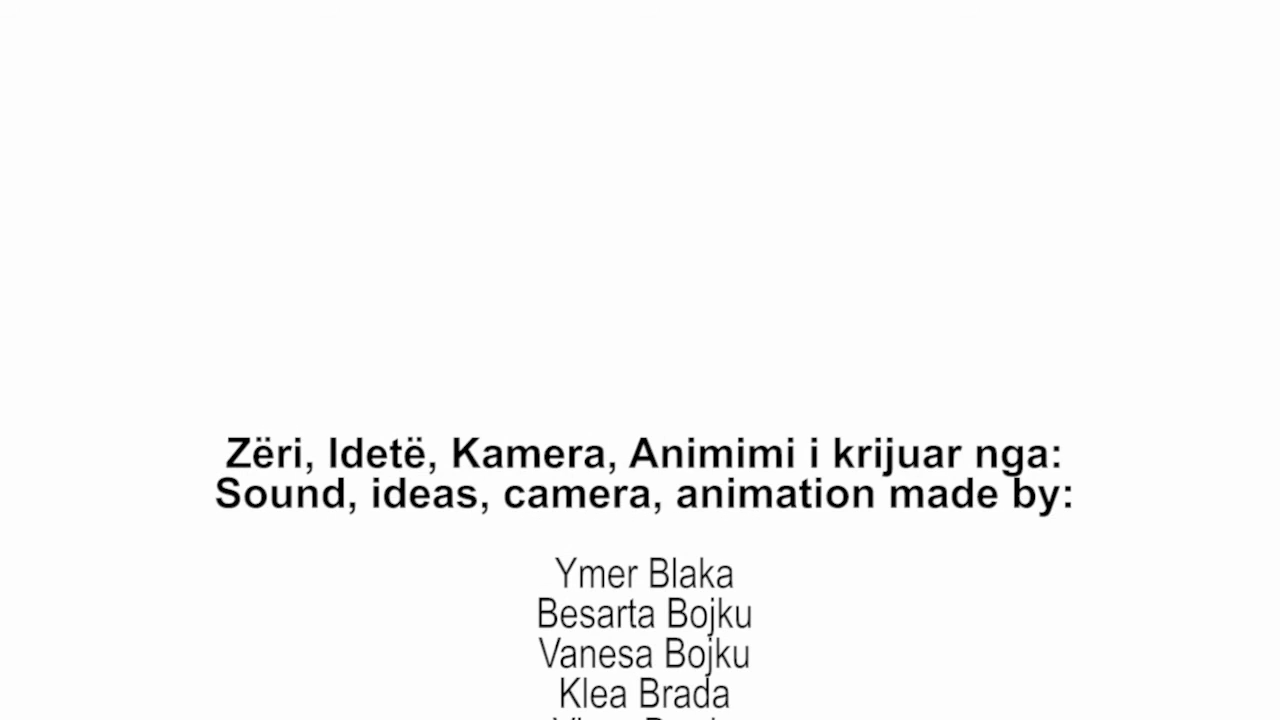 Zëri, Idetë, Kamera, Animimi i krijuar nga:
Sound, ideas, camera, animation made by:
Ymer Blaka
Besarta Bojku
Vanesa Bojku
Klea Brada